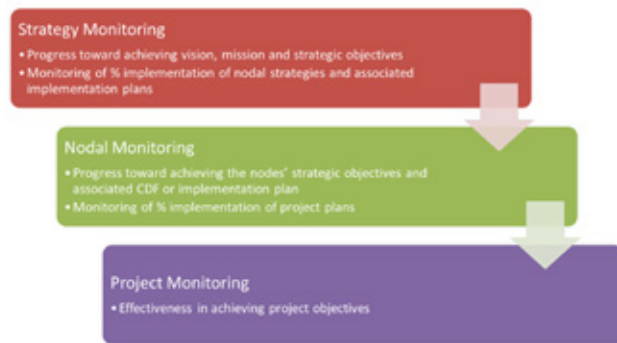 Strategy Monitoring
• Progress toward achieving vision, mission and strategic objectives
• Monitoring of % implementation of nodal strategies and associated
implementation plans
Nodal Monitoring
• Progress toward achieving the nodes' strategic objectives and
associated CDF or implementation plan
• Monitoring of % implementation of project plans
Project Monitoring
• Effectiveness in achieving project objectives